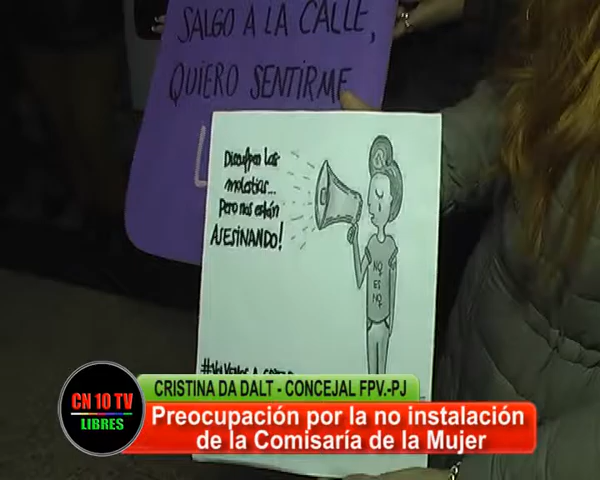 SALGO A LA CALLE,
QUIERO SENTIRME
L
Disculpen las
molestias...
Pero nos están
ASESINANDO!
NO
ES
NO
CN 10 TV
LIBRES
CRISTINA DA DALT - CONCEJAL FPV.-PJ
Preocupación por la no instalación
de la Comisaría de la Mujer